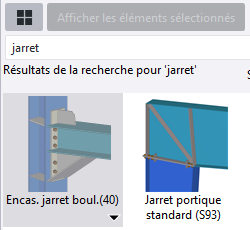 Afficher les éléments sélectionnés
jarret
Résultats de la recherche pour 'jarret'
Encas. jarret boul.(40)
Jarret portique
standard (S93)